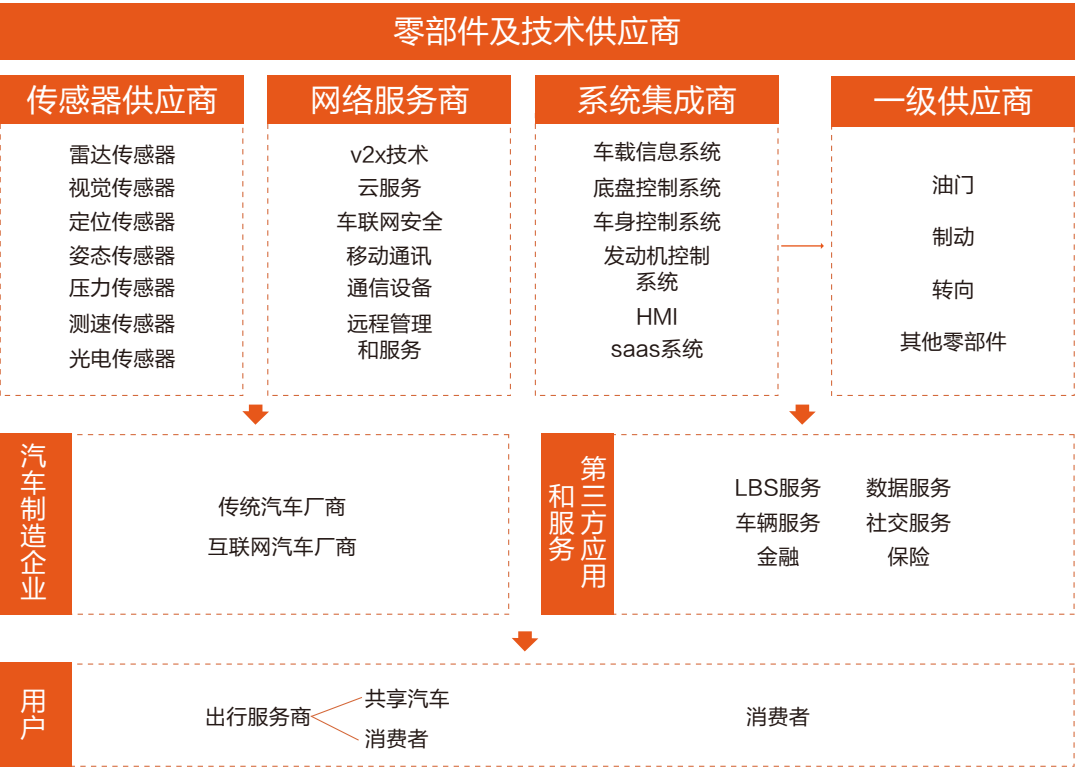 零部件及技术供应商
传感器供应商
雷达传感器
视觉传感器
定位传感器
姿态传感器
压力传感器
测速传感器
光电传感器
网络服务商
v2x技术
云服务
车联网安全
移动通讯
通信设备
远程管理
和服务
系统集成商
车载信息系统
底盘控制系统
车身控制系统
发动机控制
系统
HMI
saas系统
一级供应商
油门
制动
转向
其他零部件
汽车制造企业
传统汽车厂商
互联网汽车厂商
第三方应用
和服务
LBS服务 数据服务
车辆服务 社交服务
金融 保险
用户
出行服务商
共享汽车
消费者
消费者